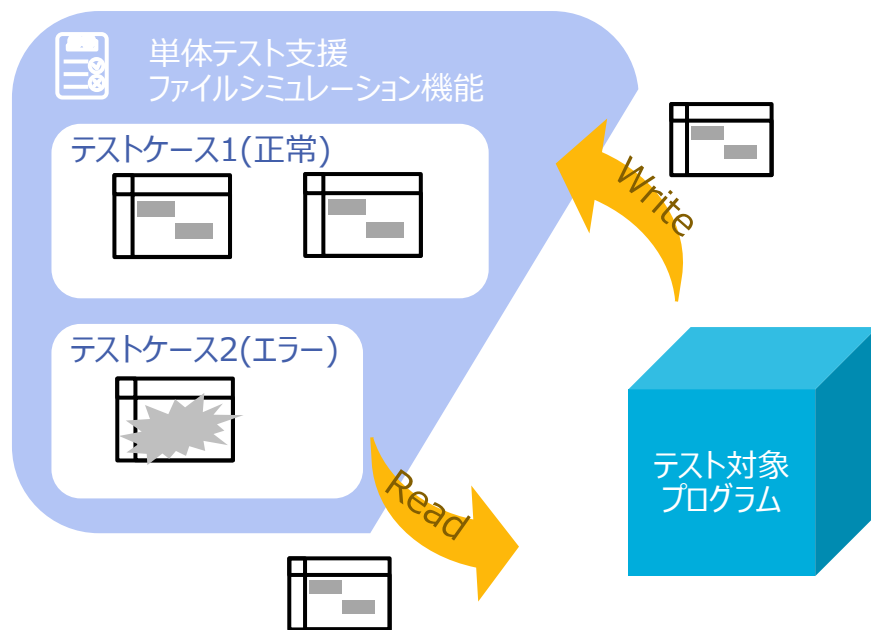 単体テスト支援
ファイルシミュレーション機能
テストケース1(正常)
Write
テストケース2(エラー)
Read
テスト対象
プログラム